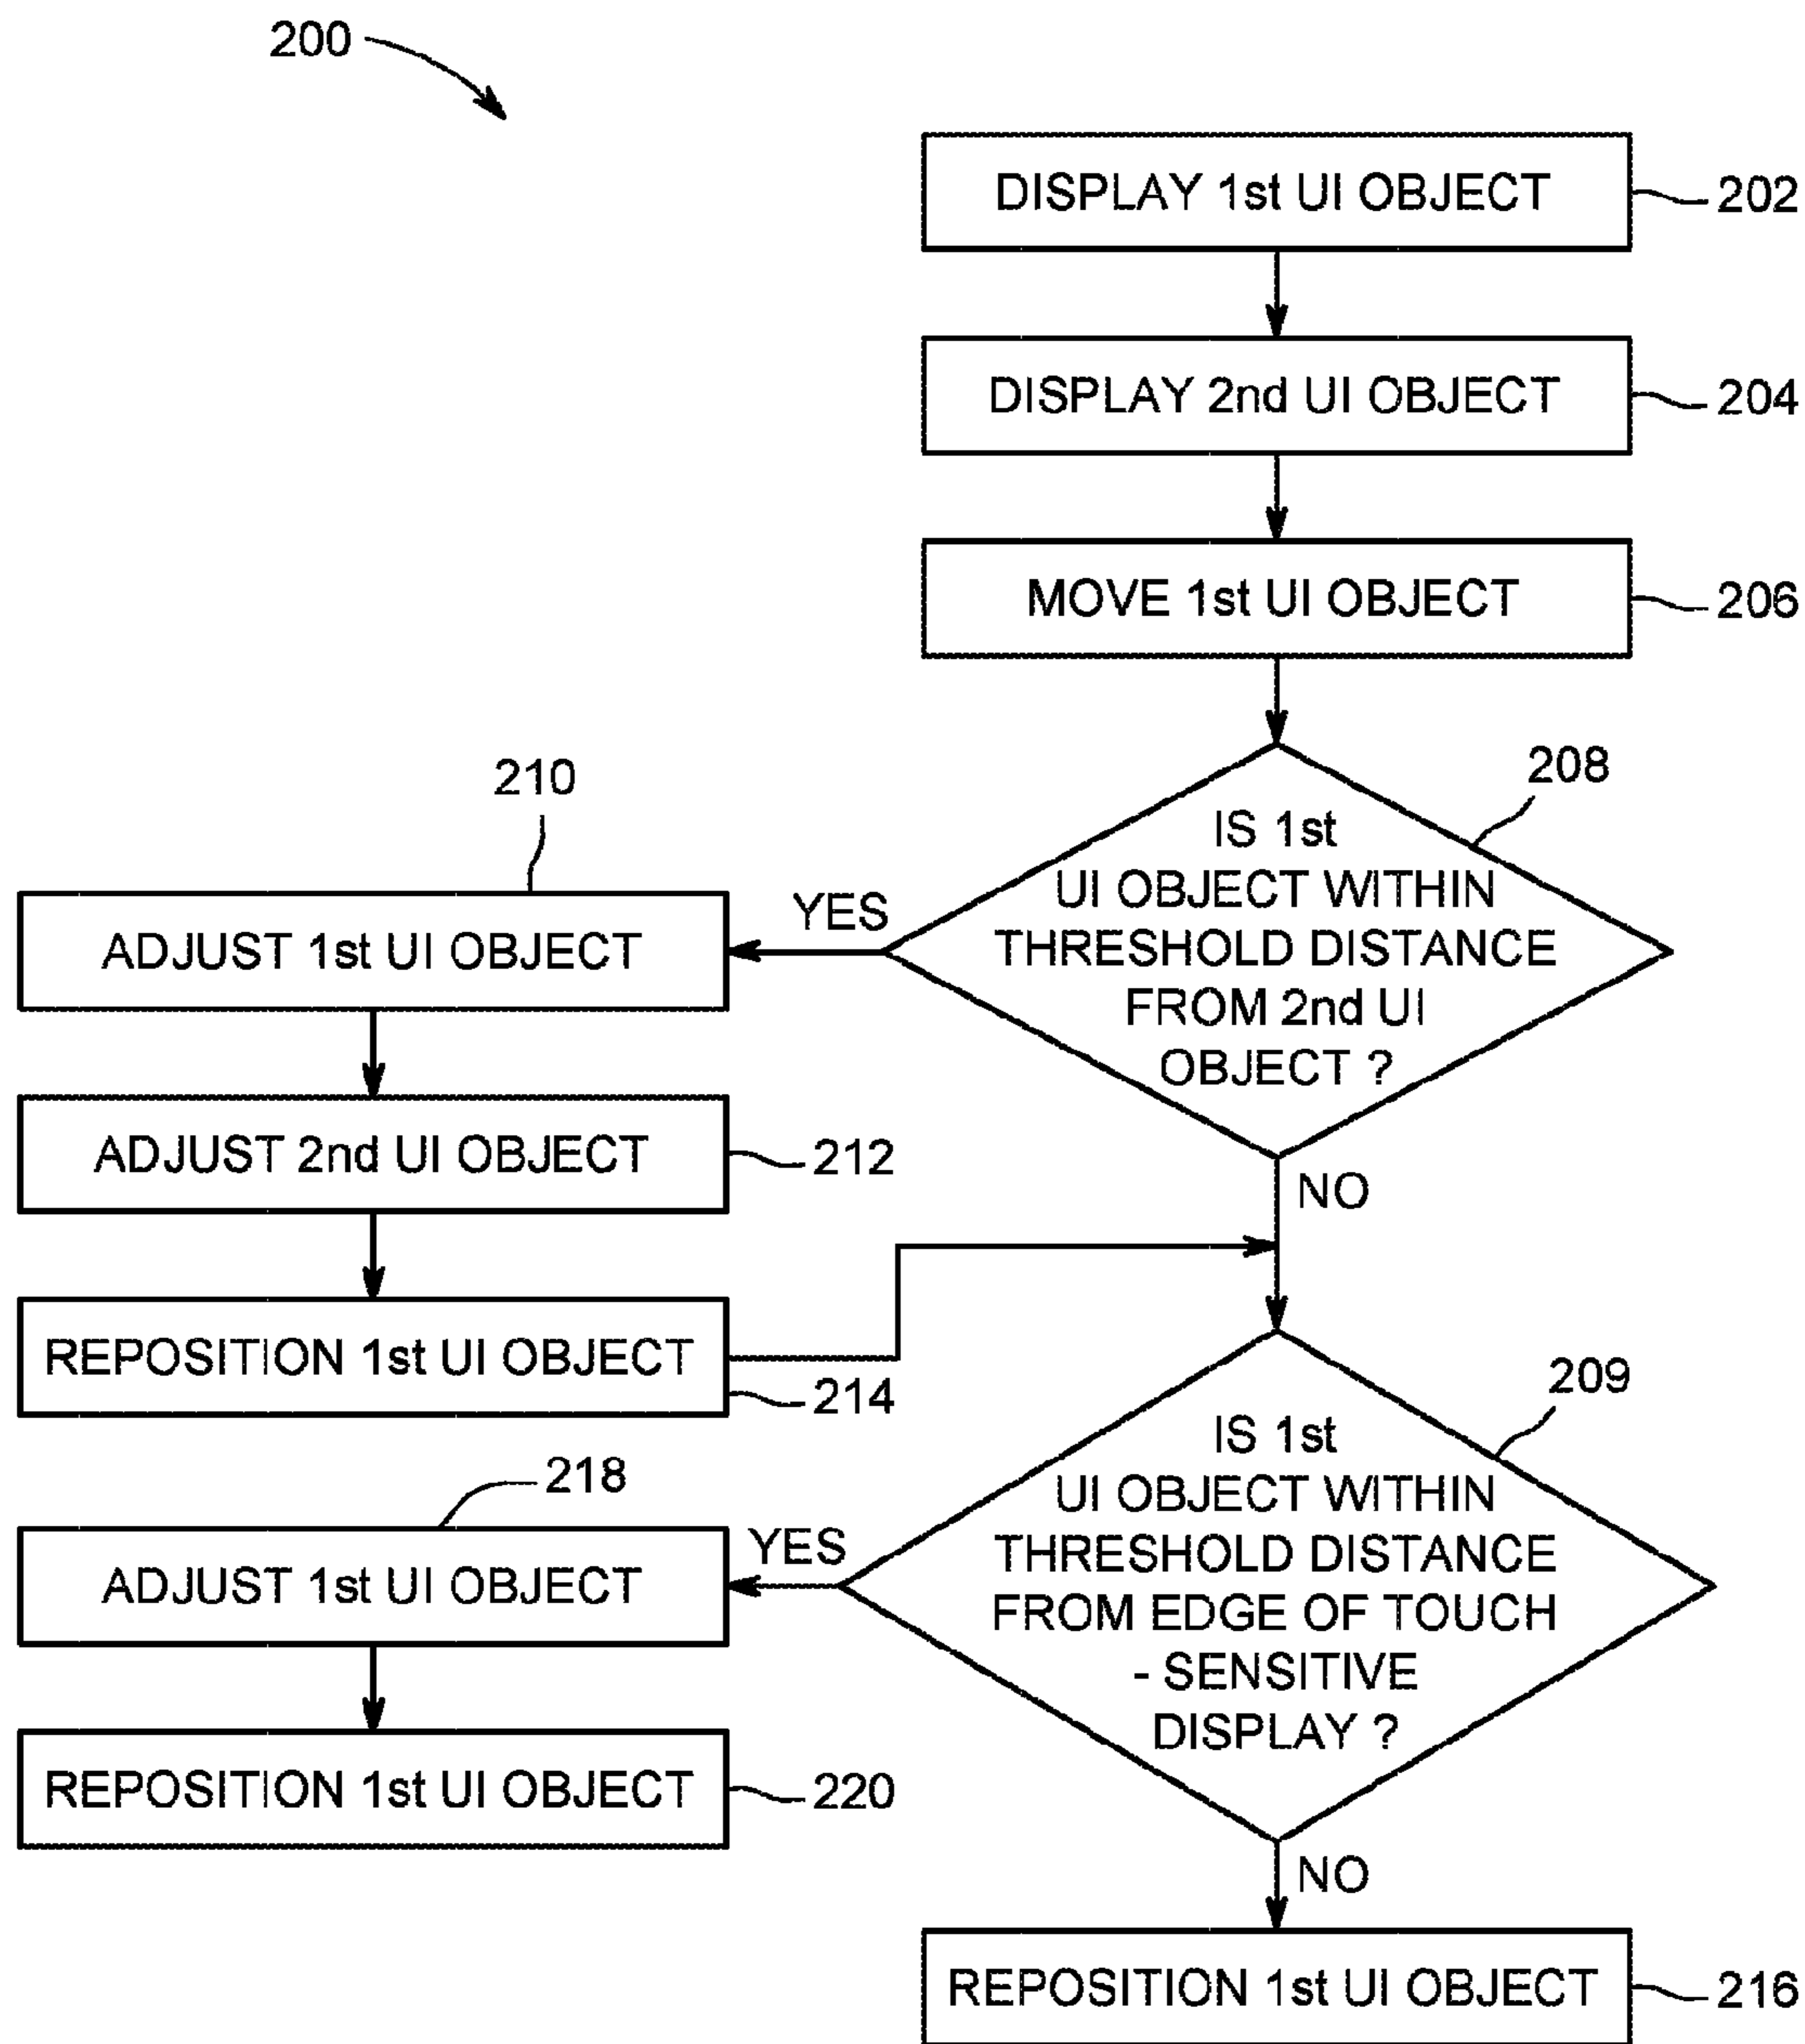 200
DISPLAY 1st UI OBJECT
202
DISPLAY 2nd UI OBJECT
204
MOVE 1st UI OBJECT
206
208
IS 1st
UI OBJECT WITHIN
THRESHOLD DISTANCE
FROM 2nd UI
OBJECT ?
YES
210
ADJUST 1st UI OBJECT
ADJUST 2nd UI OBJECT
212
REPOSITION 1st UI OBJECT
214
NO
209
IS 1st
UI OBJECT WITHIN
THRESHOLD DISTANCE
FROM EDGE OF TOUCH
- SENSITIVE
DISPLAY ?
YES
218
ADJUST 1st UI OBJECT
REPOSITION 1st UI OBJECT
220
NO
REPOSITION 1st UI OBJECT
216